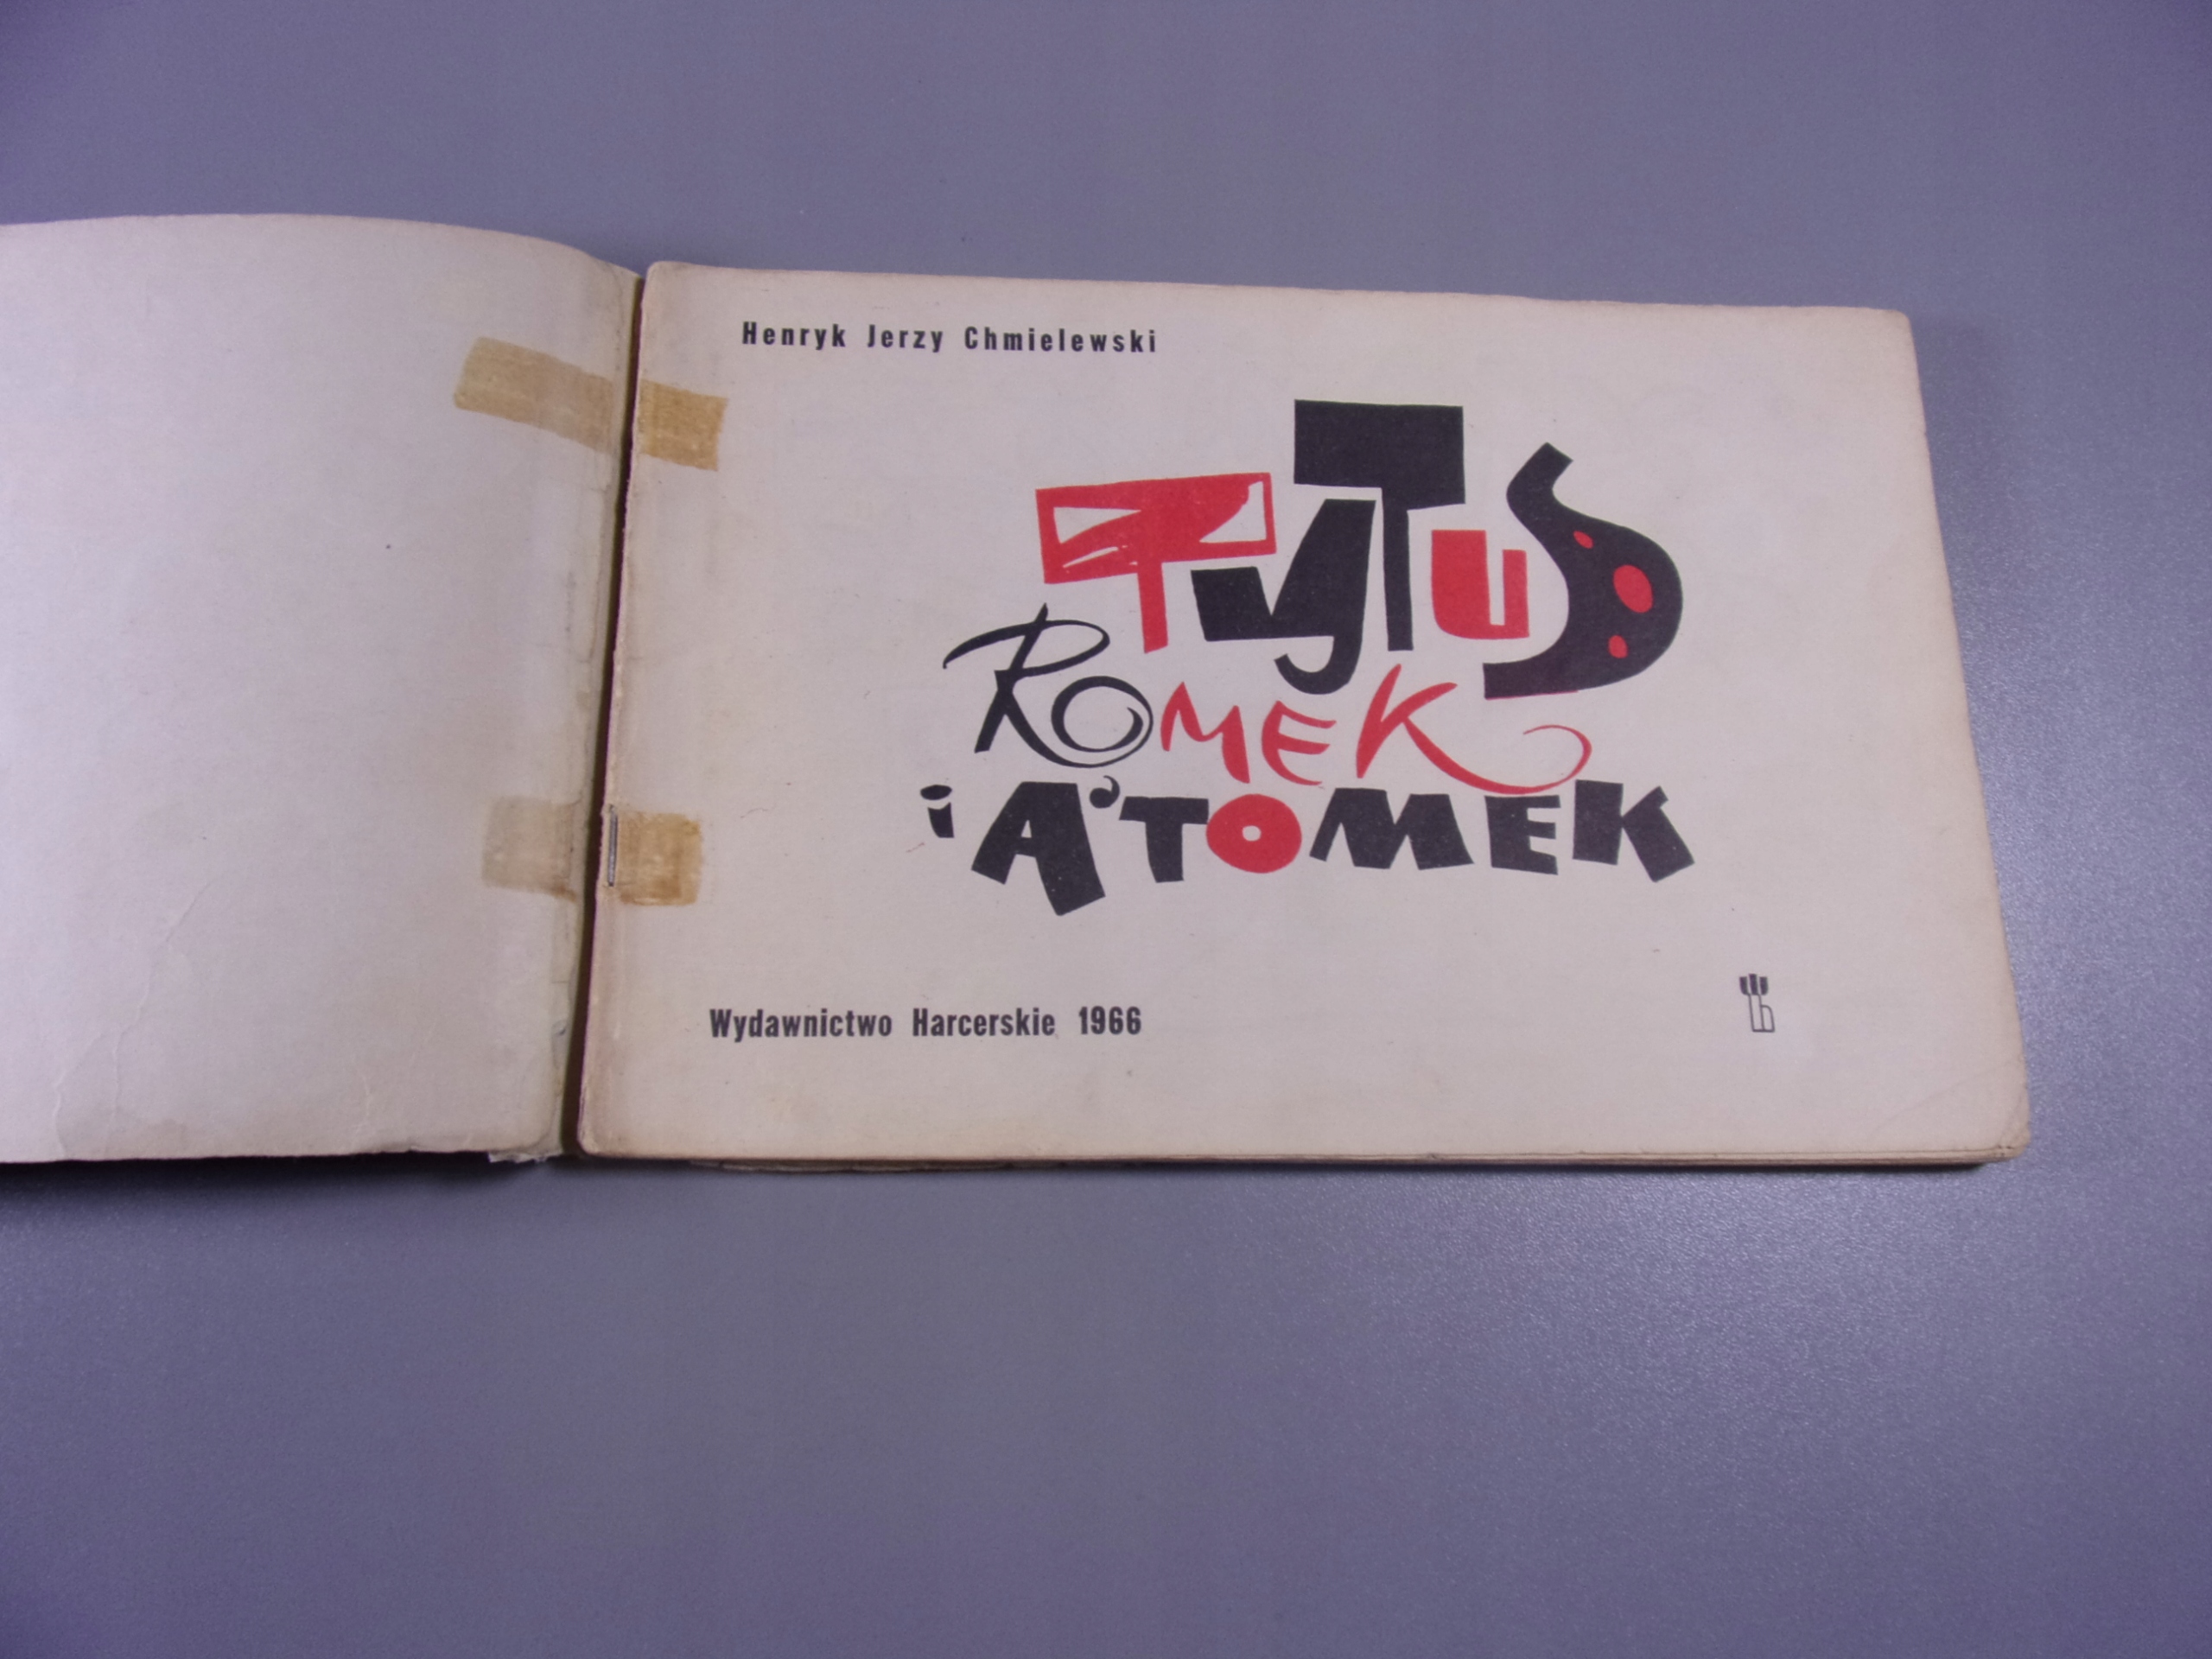 Henryk Jerzy Chmielewski
TyTuS
ROMEK
i A'TOMEK
Wydawnictwo Harcerskie 1966